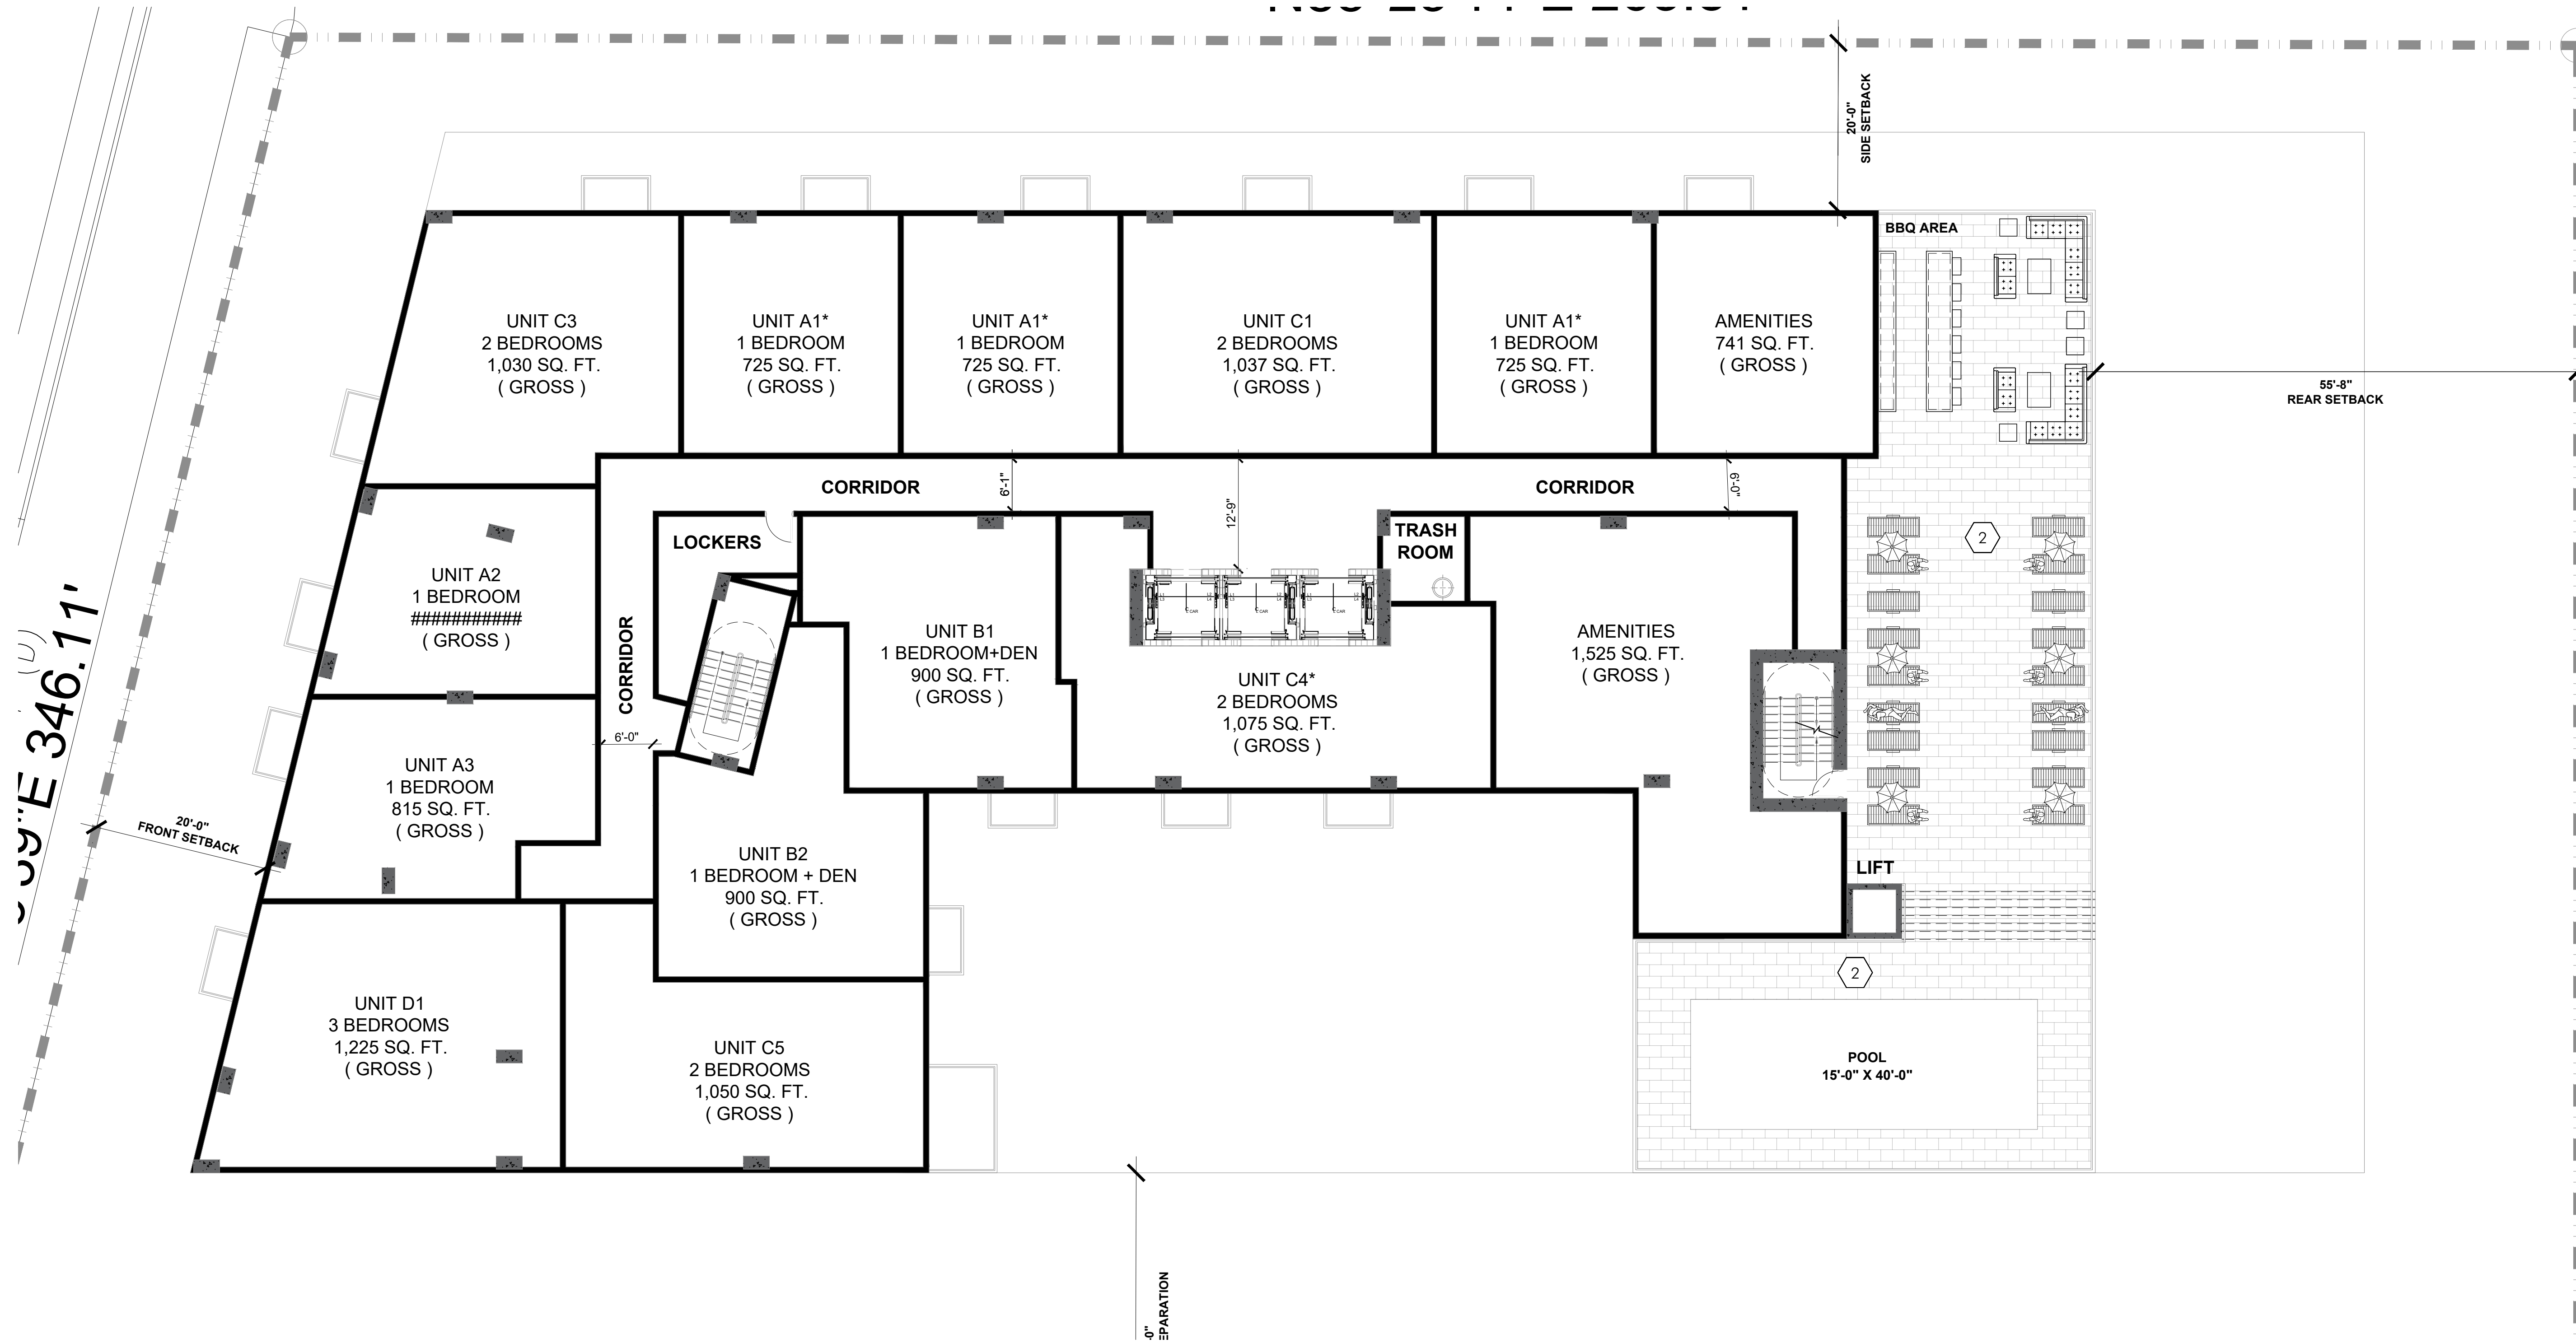 20'-0"
SIDE SETBACK
BBQ AREA
UNIT C3
2 BEDROOMS
1,030 SQ. FT.
( GROSS )
UNIT A1*
1 BEDROOM
725 SQ. FT.
( GROSS )
UNIT A1*
1 BEDROOM
725 SQ. FT.
( GROSS )
UNIT C1
2 BEDROOMS
1,037 SQ. FT.
( GROSS )
UNIT A1*
1 BEDROOM
725 SQ. FT.
( GROSS )
AMENITIES
741 SQ. FT.
( GROSS )
55'-8"
REAR SETBACK
CORRIDOR
6'-1"
12'-9"
CORRIDOR
6'-0"
LOCKERS
TRASH
ROOM
2
UNIT A2
1 BEDROOM
############
( GROSS )
CORRIDOR
6'-0"
UNIT B1
1 BEDROOM+DEN
900 SQ. FT.
( GROSS )
CAR
CAR
CAR
UNIT C4*
2 BEDROOMS
1,075 SQ. FT.
( GROSS )
AMENITIES
1,525 SQ. FT.
( GROSS )
(D)
39"E 346.11'
UNIT A3
1 BEDROOM
815 SQ. FT.
( GROSS )
20'-0"
FRONT SETBACK
UNIT B2
1 BEDROOM + DEN
900 SQ. FT.
( GROSS )
LIFT
2
UNIT D1
3 BEDROOMS
1,225 SQ. FT.
( GROSS )
UNIT C5
2 BEDROOMS
1,050 SQ. FT.
( GROSS )
POOL
15'-0" X 40'-0"
-0"
EPARATION